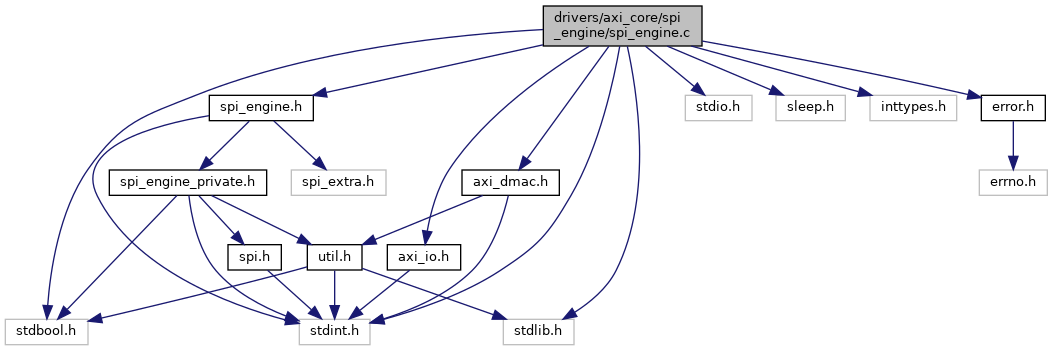 drivers/axi_core/spi
_engine/spi_engine.c
spi_engine.h
stdio.h
sleep.h
inttypes.h
error.h
spi_engine_private.h
spi_extra.h
axi_dmac.h
errno.h
spi.h
util.h
axi_io.h
stdbool.h
stdint.h
stdlib.h